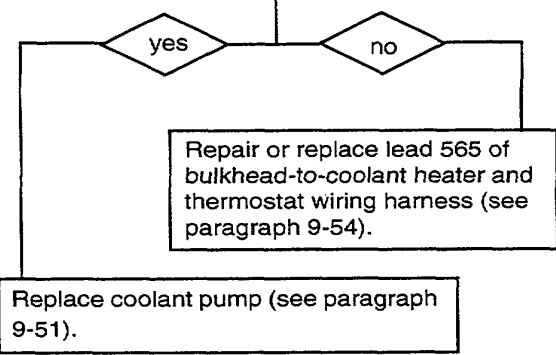 yes
no
Repair or replace lead 565 of
bulkhead-to-coolant heater and
thermostat wiring harness (see
paragraph 9-54).
Replace coolant pump (see paragraph
9-51).